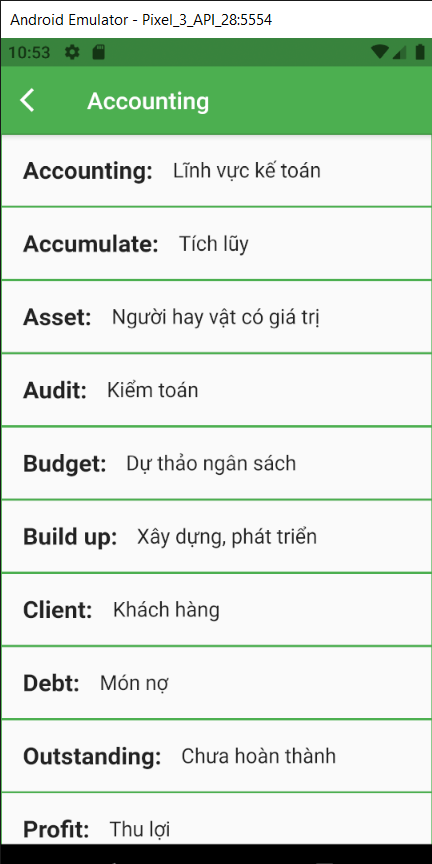 Android Emulator - Pixel_3_API_28:5554
10:53
Accounting
Accounting: Lĩnh vực kế toán
Accumulate: Tích lũy
Asset: Người hay vật có giá trị
Audit: Kiểm toán
Budget: Dự thảo ngân sách
Build up: Xây dựng, phát triển
Client: Khách hàng
Debt: Món nợ
Outstanding: Chưa hoàn thành
Profit: Thu lợi